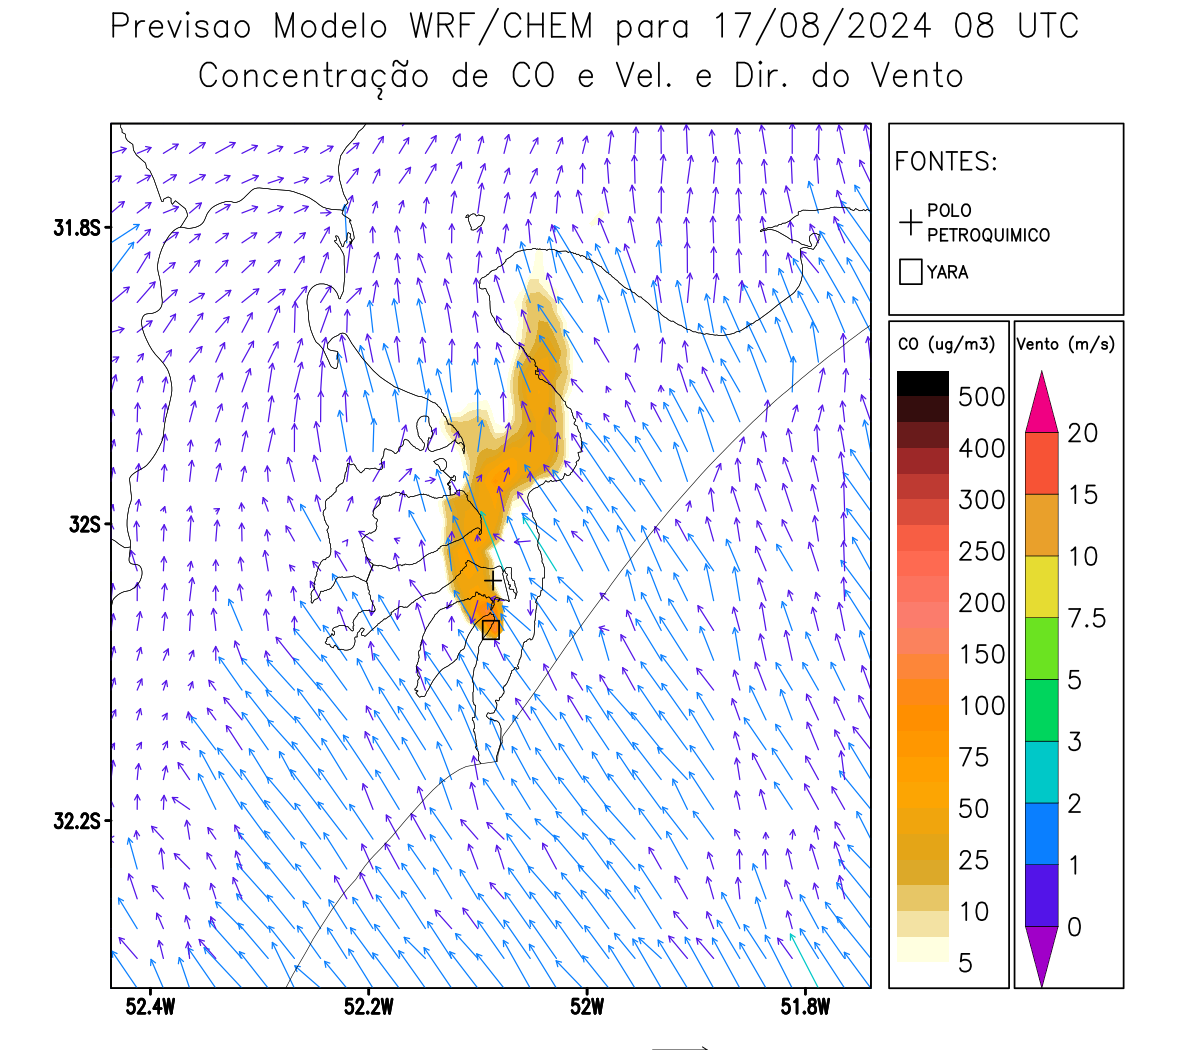 Previsao Modelo WRF/CHEM para 17/08/2024 08 UTC
Concentração de CO e Vel. e Dir. do Vento
FONTES:
POLO
PETROQUIMICO
YARA
CO (ug/m3)
500
400
300
250
200
150
100
75
50
25
10
5
Vento (m/s)
20
15
10
7.5
5
3
2
1
0
31.8S
32S
32.2S
52.4W
52.2W
52W
51.8W